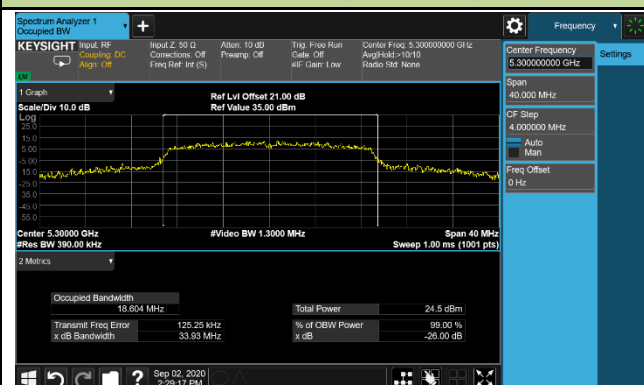 Spectrum Analyzer 1
Occupied BW
+
Frequency
KEYSIGHT
Input: RF
Coupling: DC
Align: Off
Input Z: 50 Ω
Corrections: Off
Freq Ref: Int (S)
Atten: 10 dB
Preamp: Off
Trig: Free Run
Gate: Off
#IF Gain: Low
Center Freq: 5.300000000 GHz
Avg|Hold:>10/10
Radio Std: None
Center Frequency
5.300000000 GHz
Settings
Span
40.000 MHz
CF Step
4.000000 MHz
Auto
Man
Freq Offset
0 Hz
1 Graph
Scale/Div 10.0 dB
Ref Lvl Offset 21.00 dB
Ref Value 35.00 dBm
Log
25.0
15.0
5.00
-5.00
-15.0
-25.0
-35.0
-45.0
-55.0
Center 5.30000 GHz
#Res BW 390.00 kHz
#Video BW 1.3000 MHz
Span 40 MHz
Sweep 1.00 ms (1001 pts)
2 Metrics
Occupied Bandwidth
18.604 MHz
Total Power 24.5 dBm
Transmit Freq Error 125.25 kHz
% of OBW Power 99.00 %
x dB Bandwidth 33.93 MHz
x dB -26.00 dB
?
Sep 02, 2020
2:29:17 PM